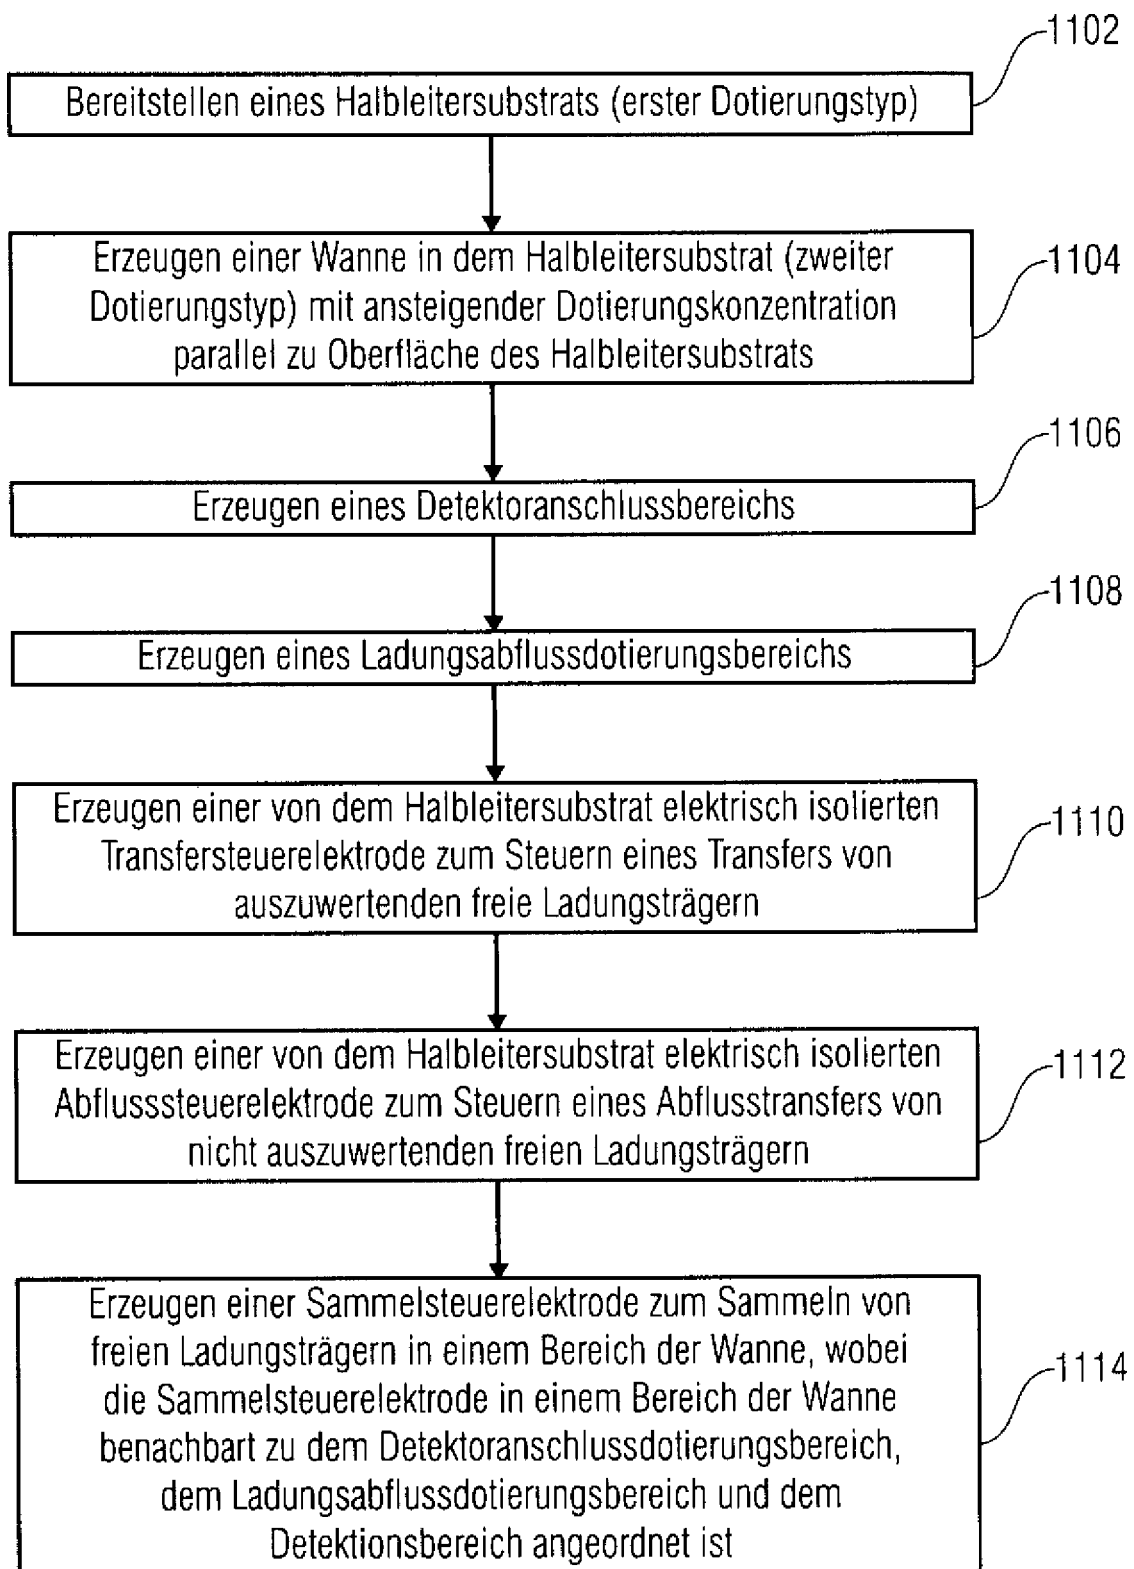 1102
Bereitstellen eines Halbleitersubstrats (erster Dotierungstyp)
Erzeugen einer Wanne in dem Halbleitersubstrat (zweiter
Dotierungstyp) mit ansteigender Dotierungskonzentration
parallel zu Oberfläche des Halbleitersubstrats
1104
1106
Erzeugen eines Detektoranschlussbereichs
1108
Erzeugen eines Ladungsabflussdotierungsbereichs
Erzeugen einer von dem Halbleitersubstrat elektrisch isolierten
Transfersteuerelektrode zum Steuern eines Transfers von
auszuwertenden freie Ladungsträgern
1110
Erzeugen einer von dem Halbleitersubstrat elektrisch isolierten
Abflusssteuerelektrode zum Steuern eines Abflusstransfers von
nicht auszuwertenden freien Ladungsträgern
1112
Erzeugen einer Sammelsteuerelektrode zum Sammeln von
freien Ladungsträgern in einem Bereich der Wanne, wobei
die Sammelsteuerelektrode in einem Bereich der Wanne
benachbart zu dem Detektoranschlussdotierungsbereich,
dem Ladungsabflussdotierungsbereich und dem
Detektionsbereich angeordnet ist
1114